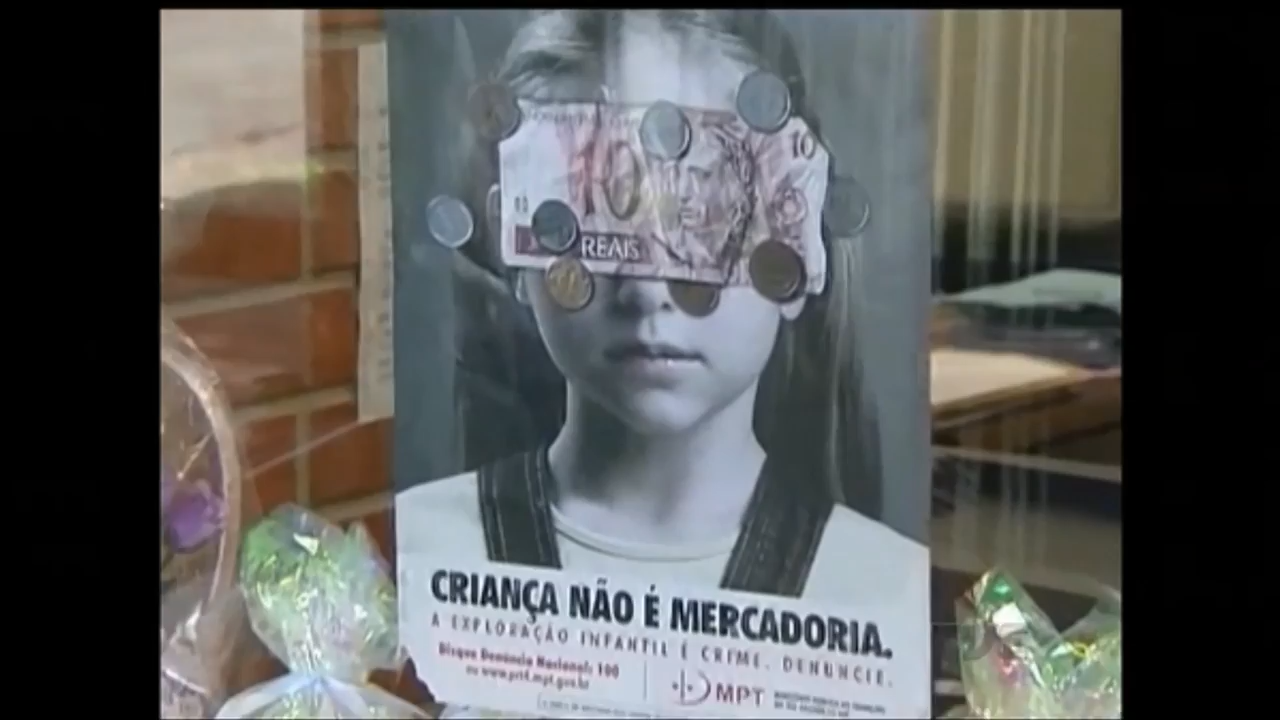 10
10
REAIS
CRIANÇA NÃO É MERCADORIA.
A EXPLORAÇÃO INFANTIL É CRIME. DENUNCIE.
Disque Denúncia Nacional: 100
MPT